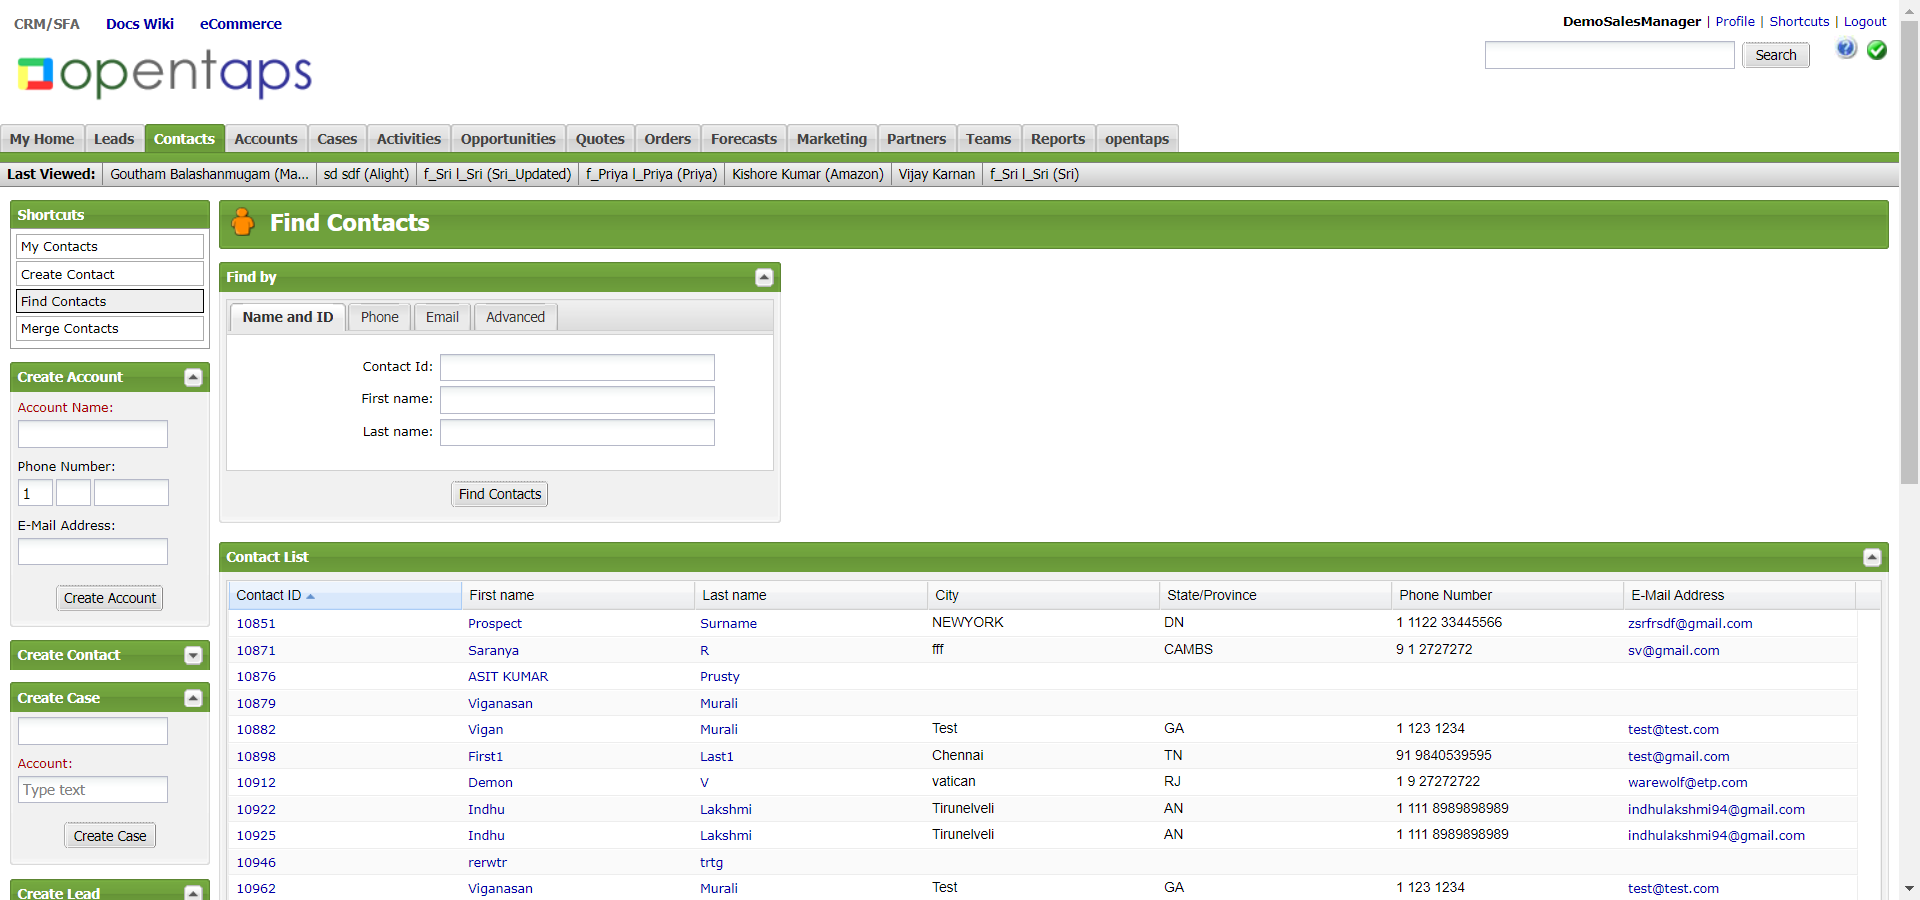 CRM/SFA Docs Wiki eCommerce
DemoSalesManager | Profile | Shortcuts | Logout
Search
opentaps
My Home Leads Contacts Accounts Cases Activities Opportunities Quotes Orders Forecasts Marketing Partners Teams Reports opentaps
Last Viewed: Goutham Balashanmugam (Ma... sd sdf (Alight) f_Sri l_Sri (Sri_Updated) f_Priya l_Priya (Priya) Kishore Kumar (Amazon) Vijay Karnan f_Sri l_Sri (Sri)
Shortcuts
My Contacts
Create Contact
Find Contacts
Merge Contacts
Create Account
Account Name:
Phone Number:
1
E-Mail Address:
Create Account
Create Contact
Create Case
Account:
Type text
Create Case
Create Lead
Find Contacts
Find by
Name and ID Phone Email Advanced
Contact Id:
First name:
Last name:
Find Contacts
Contact List
Contact ID First name Last name City State/Province Phone Number E-Mail Address
10851 Prospect Surname NEWYORK DN 1 1122 33445566 zsrfrsdf@gmail.com
10871 Saranya R fff CAMBS 9 1 2727272 sv@gmail.com
10876 ASIT KUMAR Prusty
10879 Viganasan Murali
10882 Vigan Murali Test GA 1 123 1234 test@test.com
10898 First1 Last1 Chennai TN 91 9840539595 test@gmail.com
10912 Demon V vatican RJ 1 9 27272722 warewolf@etp.com
10922 Indhu Lakshmi Tirunelveli AN 1 111 8989898989 indhulakshmi94@gmail.com
10925 Indhu Lakshmi Tirunelveli AN 1 111 8989898989 indhulakshmi94@gmail.com
10946 rerwtr trtg
10962 Viganasan Murali Test GA 1 123 1234 test@test.com